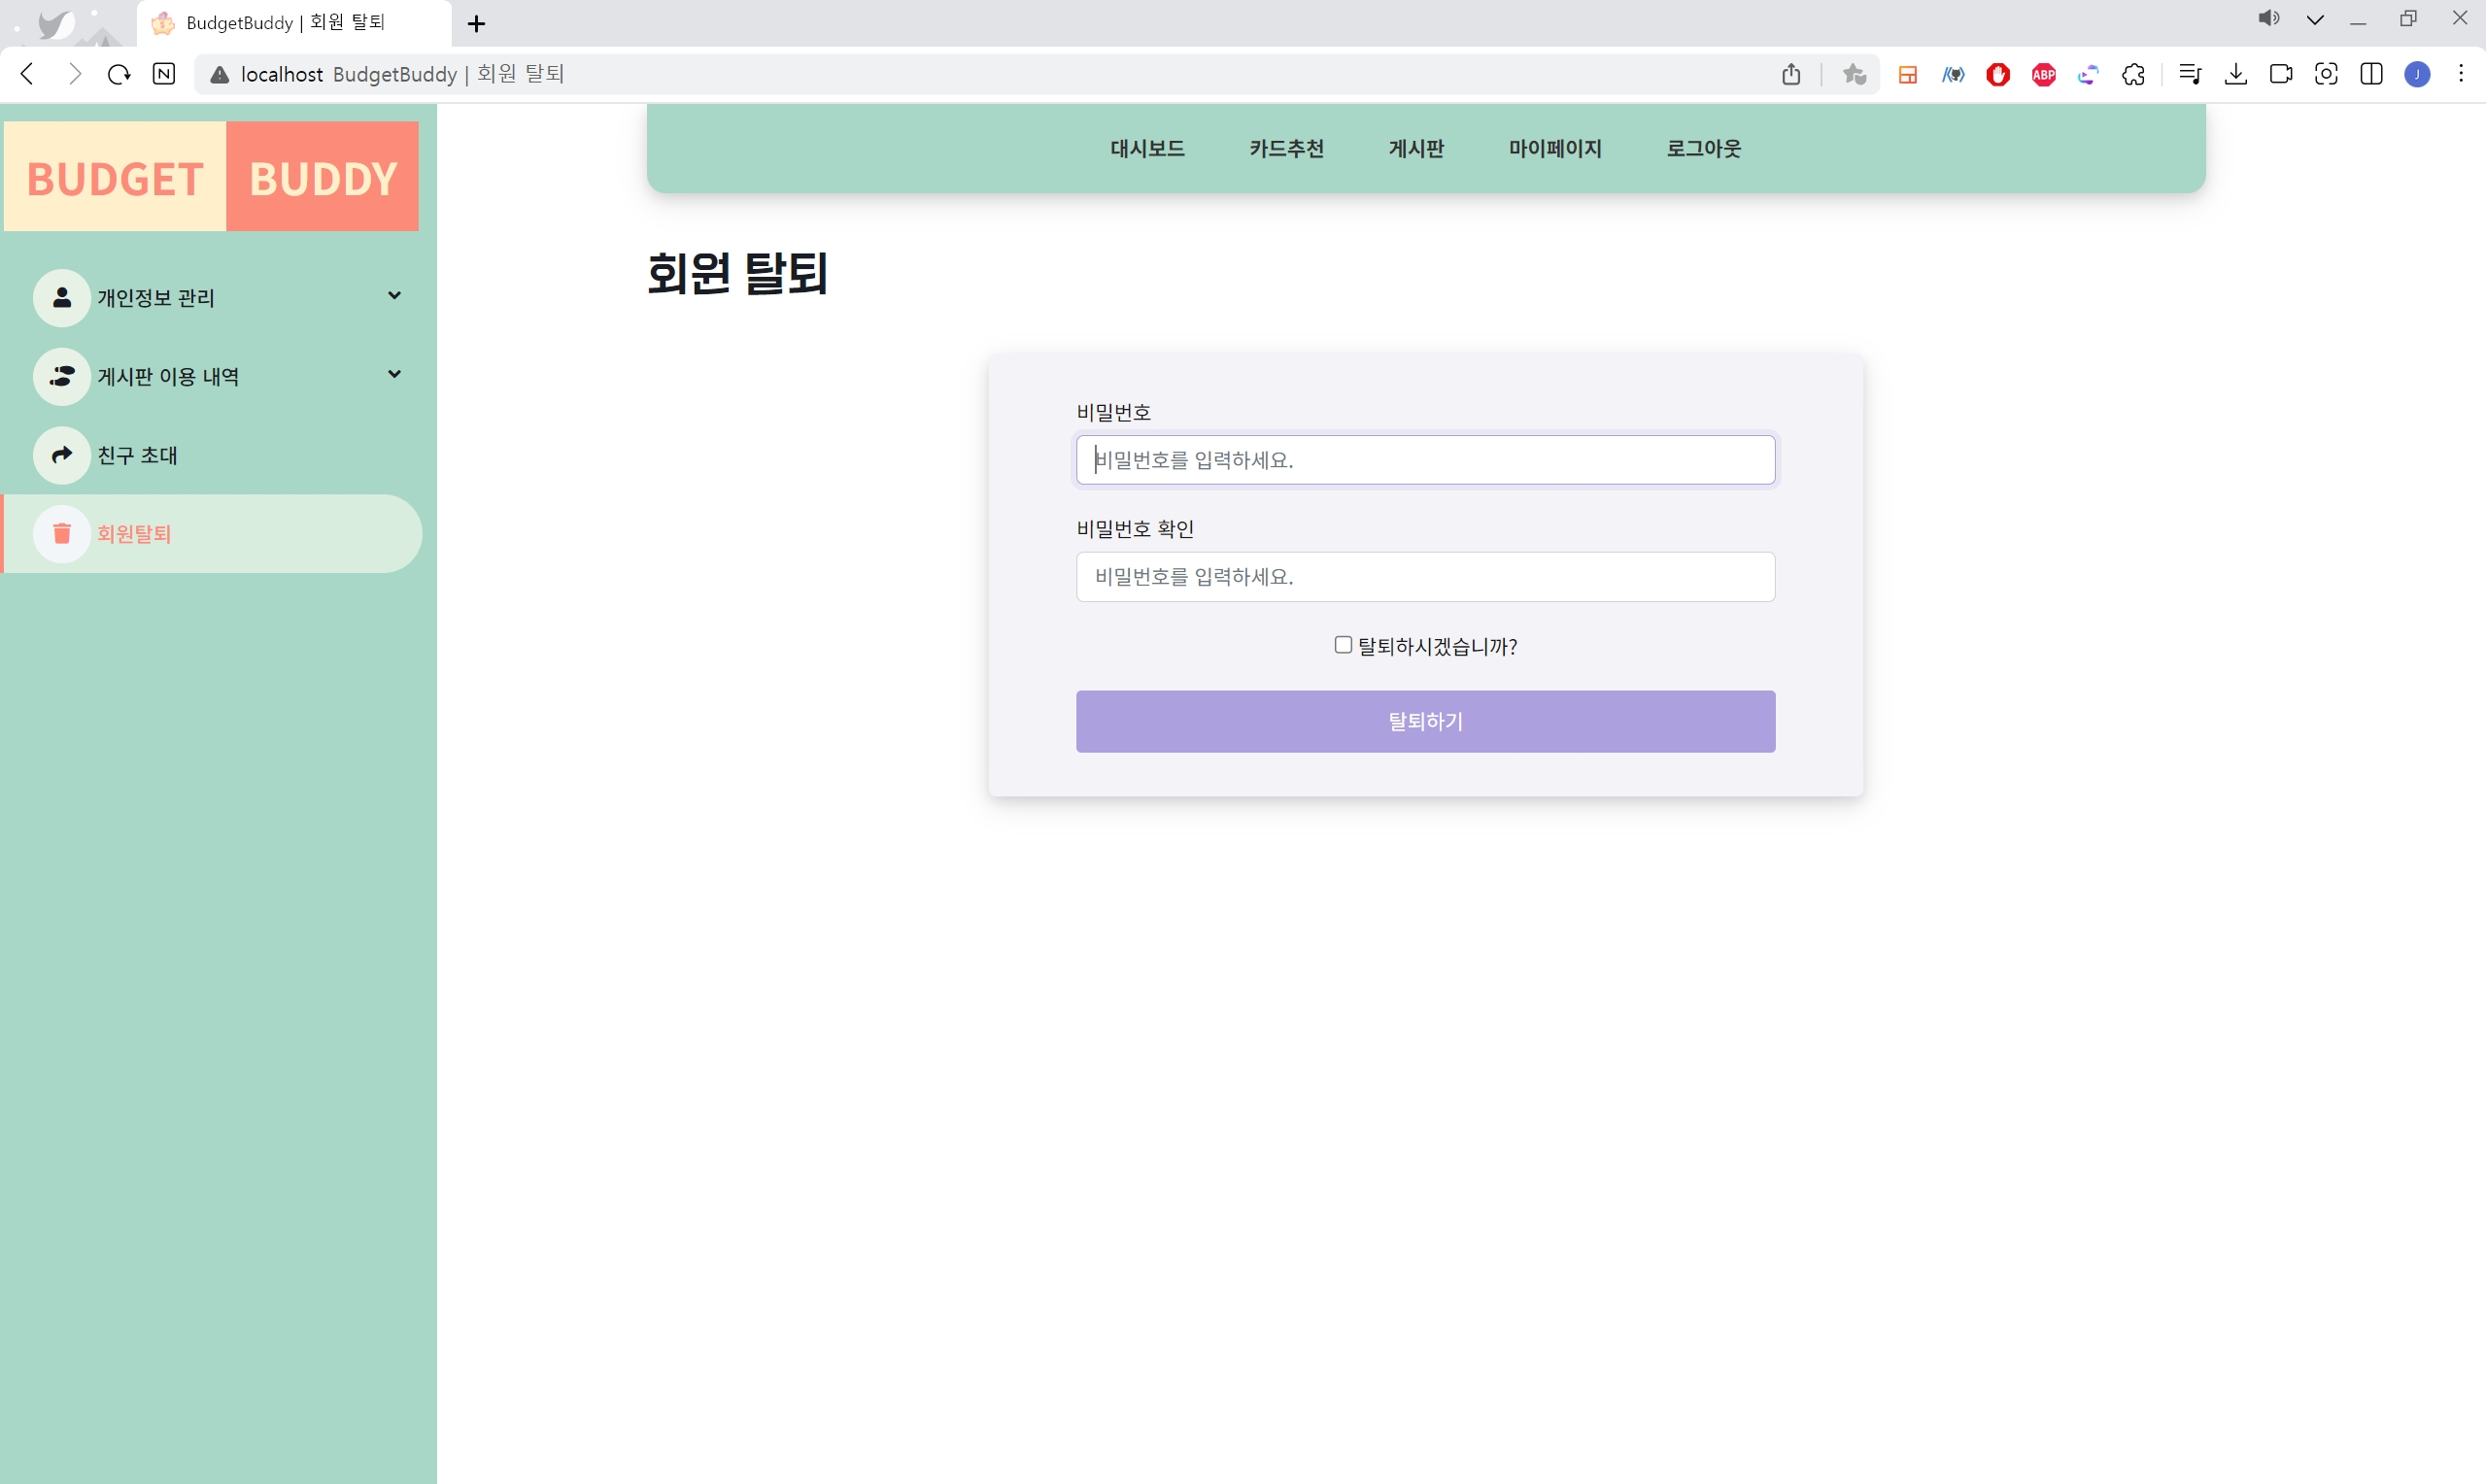 BudgetBuddy | 회원 탈퇴
localhost BudgetBuddy | 회원 탈퇴
ABP
J
BUDGET BUDDY
대시보드 카드추천 게시판 마이페이지 로그아웃
개인정보 관리
게시판 이용 내역
친구 초대
회원탈퇴
회원 탈퇴
비밀번호
비밀번호를 입력하세요.
비밀번호 확인
비밀번호를 입력하세요.
탈퇴하시겠습니까?
탈퇴하기